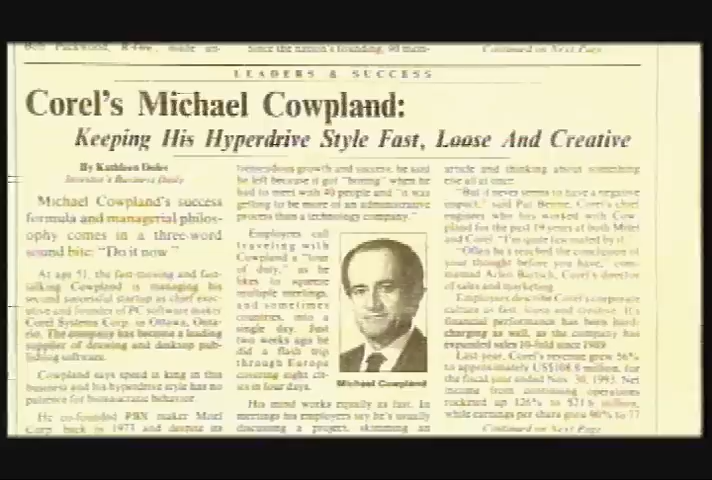 Bob Packwood, R-Ore., made
Since the nation's founding, 90 mem-
Continued on Next Page
LEADERS & SUCCESS
Corel's Michael Cowpland:
Keeping His Hyperdrive Style Fast, Loose And Creative
By Kathleen
Investor's Business Daily
Michael Cowpland's success
formula and managerial philos-
ophy comes in a three-word
sound bite: "Do it now."
At age 51, the fast-moving and fast-
talking Cowpland is managing his
second successful startup as chief exec-
utive and founder of PC software maker
Corel Systems Corp. in Ottawa, Onta-
rio. The company has become a leading
supplier of drawing and desktop pub-
lishing software.
Cowpland says speed is king in this
business and his hyperdrive style has no
patience for bureaucratic behavior.
He co-founded PBX maker Mitel
Corp. back in 1973 and despite its
tremendous growth and success, he said
he left because it got "boring" when he
had to meet with 40 people and "it was
getting to be more of an administrative
process than a technology company."
Employees call
traveling with
Cowpland a "tour
of duty," as he
likes to squeeze
multiple meetings,
and sometimes
countries, into a
single day. Just
two weeks ago he
did a flash trip
through Europe
covering eight cit-
ies in four days.
His mind works equally as fast. In
meetings his employees say he's usually
discussing a project, skimming an
Michael Cowpland
article and thinking about something
else all at once.
"But it never seems to have a negative
impact," said Pat Beirne, Corel's chief
engineer who has worked with Cow-
pland for the past 19 years at both Mitel
and Corel. "I'm quite fascinated by it.
"Often he's reached the conclusion of
your thought before you have," com-
mented Arlen Bartsch, Corel's director
of sales and marketing.
Employees describe Corel's corporate
culture as fast, loose and creative. It's
financial performance has been hard-
charging as well, as the company has
expanded sales 10-fold since 1989.
Last year, Corel's revenue grew 56%
to approximately US$108.8 million, for
the fiscal year ended Nov. 30, 1993. Net
income from continuing operations
rocketed up 126% to $21.6 million,
while earnings per share grew 90% to 77
Continued on Next Page